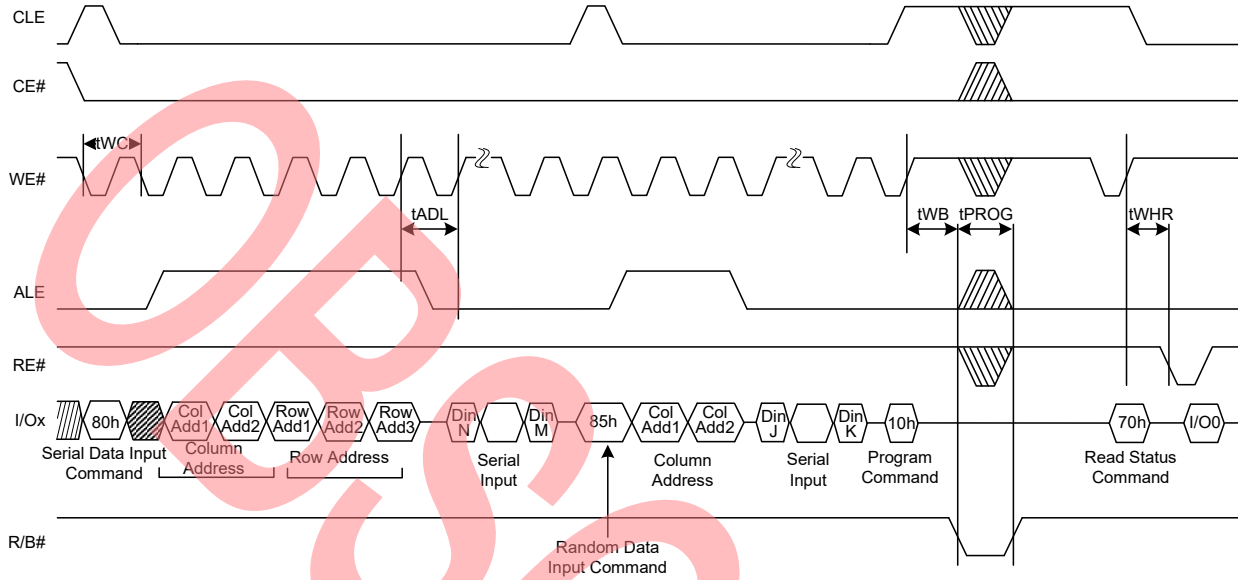 CLE
CE#
tWC
WE#
tADL
tWB
tPROG
tWHR
ALE
RE#
I/Ox
80h
Col Add1
Col Add2
Row Add1
Row Add2
Row Add3
Din N
Din M
85h
Col Add1
Col Add2
Din J
Din K
10h
70h
I/O0
Serial Data Input
Command
Column
Address
Row Address
Serial
Input
Column
Address
Serial
Input
Program
Command
Read Status
Command
R/B#
Random Data
Input Command